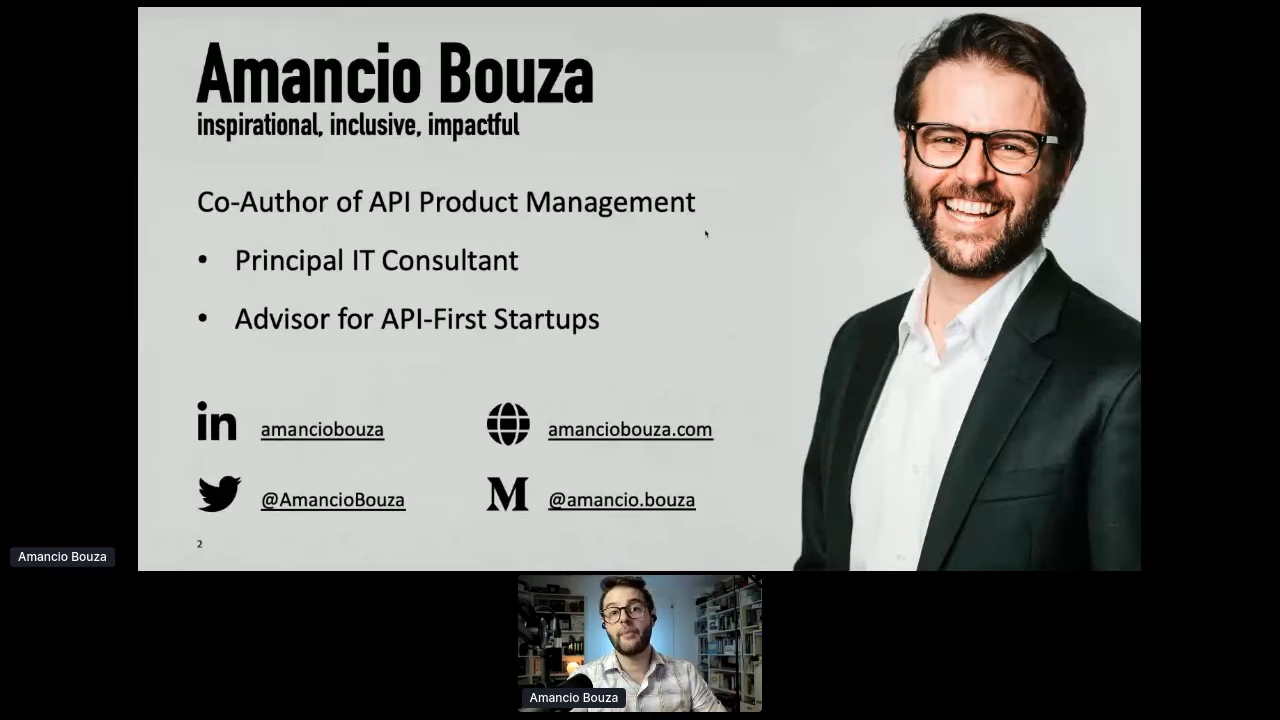 Amancio Bouza
inspirational, inclusive, impactful
Co-Author of API Product Management
• Principal IT Consultant
• Advisor for API-First Startups
in amanciobouza
amanciobouza.com
@AmancioBouza
M @amancio.bouza
2
Amancio Bouza
Amancio Bouza